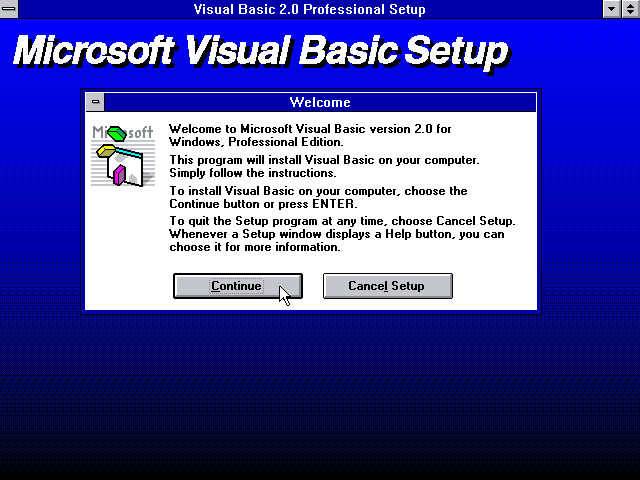 Visual Basic 2.0 Professional Setup
Microsoft Visual Basic Setup
Welcome
Microsoft
Welcome to Microsoft Visual Basic version 2.0 for
Windows, Professional Edition.
This program will install Visual Basic on your computer.
Simply follow the instructions.
To install Visual Basic on your computer, choose the
Continue button or press ENTER.
To quit the Setup program at any time, choose Cancel Setup.
Whenever a Setup window displays a Help button, you can
choose it for more information.
Continue
Cancel Setup